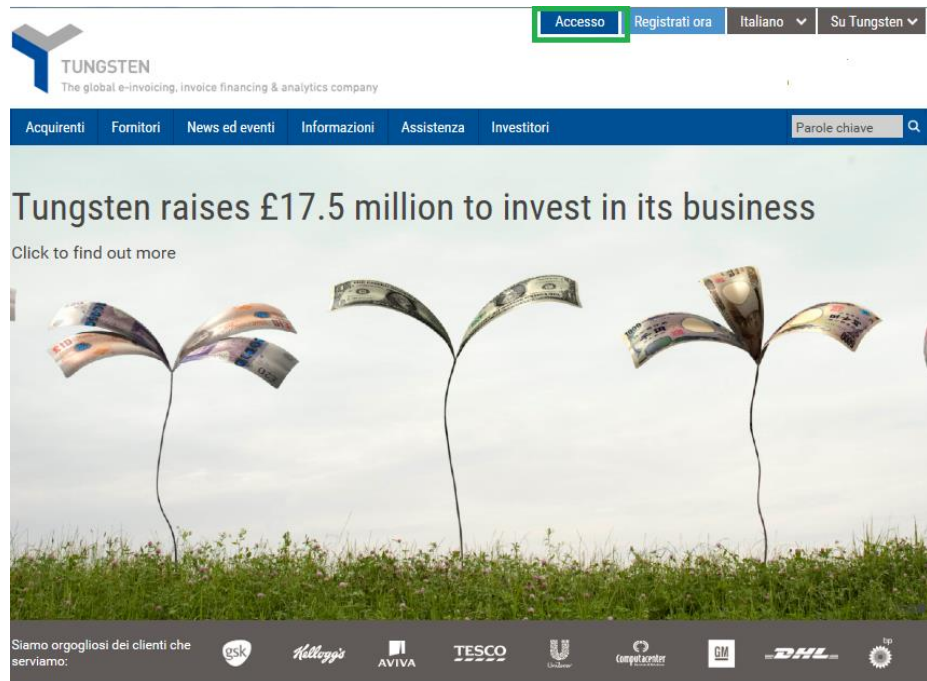 Accesso Registrati ora Italiano Su Tungsten
TUNGSTEN
The global e-invoicing, invoice financing & analytics company
Acquirenti Fornitori News ed eventi Informazioni Assistenza Investitori Parole chiave
Tungsten raises £17.5 million to invest in its business
Click to find out more
Siamo orgogliosi dei clienti che
serviamo:
gsk Kellogg's AVIVA TESCO Unilever Computacenter GM DHL bp